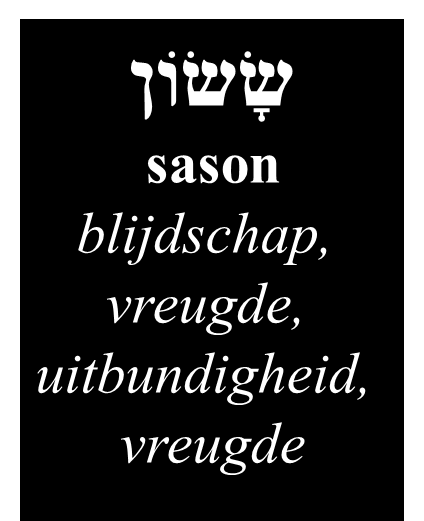 שָׂשׂוֹן
sason
blijdschap,
vreugde,
uitbundigheid,
vreugde